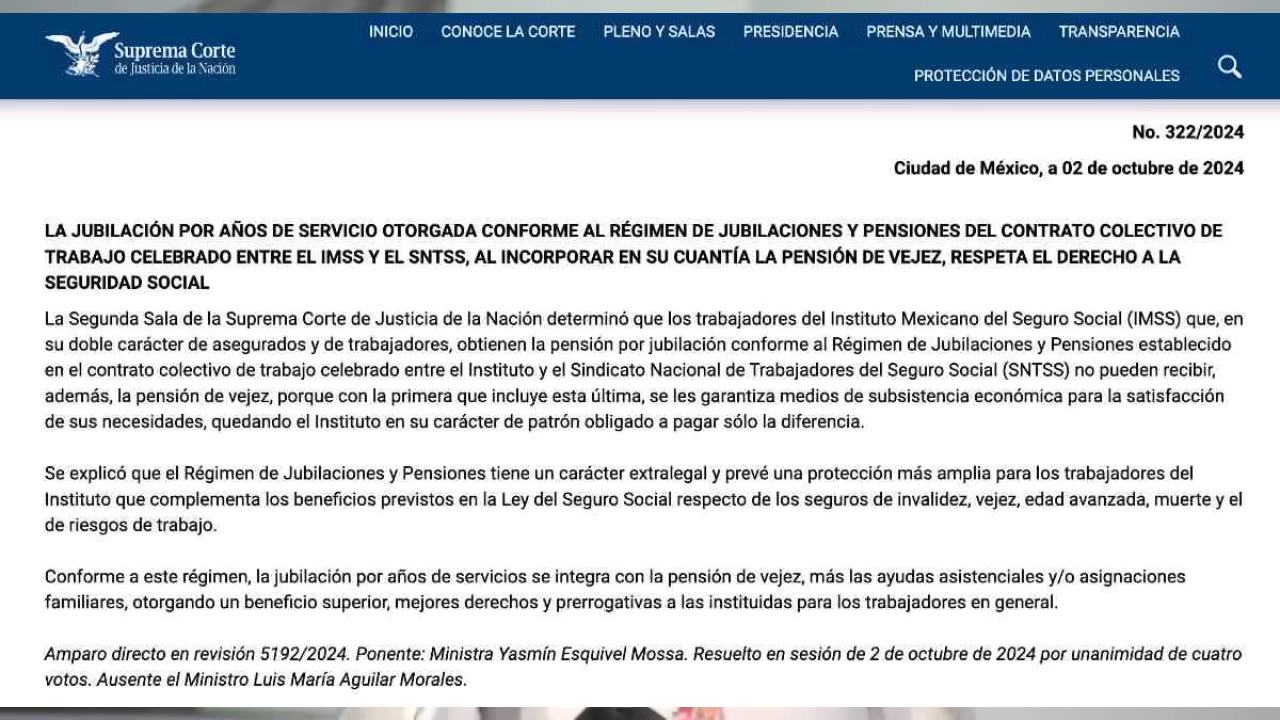 Suprema Corte
de Justicia de la Nación
INICIO CONOCE LA CORTE PLENO Y SALAS PRESIDENCIA PRENSA Y MULTIMEDIA TRANSPARENCIA
PROTECCIÓN DE DATOS PERSONALES
No. 322/2024
Ciudad de México, a 02 de octubre de 2024
LA JUBILACIÓN POR AÑOS DE SERVICIO OTORGADA CONFORME AL RÉGIMEN DE JUBILACIONES Y PENSIONES DEL CONTRATO COLECTIVO DE
TRABAJO CELEBRADO ENTRE EL IMSS Y EL SNTSS, AL INCORPORAR EN SU CUANTÍA LA PENSIÓN DE VEJEZ, RESPETA EL DERECHO A LA
SEGURIDAD SOCIAL
La Segunda Sala de la Suprema Corte de Justicia de la Nación determinó que los trabajadores del Instituto Mexicano del Seguro Social (IMSS) que, en
su doble carácter de asegurados y de trabajadores, obtienen la pensión por jubilación conforme al Régimen de Jubilaciones y Pensiones establecido
en el contrato colectivo de trabajo celebrado entre el Instituto y el Sindicato Nacional de Trabajadores del Seguro Social (SNTSS) no pueden recibir,
además, la pensión de vejez, porque con la primera que incluye esta última, se les garantiza medios de subsistencia económica para la satisfacción
de sus necesidades, quedando el Instituto en su carácter de patrón obligado a pagar sólo la diferencia.
Se explicó que el Régimen de Jubilaciones y Pensiones tiene un carácter extralegal y prevé una protección más amplia para los trabajadores del
Instituto que complementa los beneficios previstos en la Ley del Seguro Social respecto de los seguros de invalidez, vejez, edad avanzada, muerte y el
de riesgos de trabajo.
Conforme a este régimen, la jubilación por años de servicios se integra con la pensión de vejez, más las ayudas asistenciales y/o asignaciones
familiares, otorgando un beneficio superior, mejores derechos y prerrogativas a las instituidas para los trabajadores en general.
Amparo directo en revisión 5192/2024. Ponente: Ministra Yasmín Esquivel Mossa. Resuelto en sesión de 2 de octubre de 2024 por unanimidad de cuatro
votos. Ausente el Ministro Luis María Aguilar Morales.